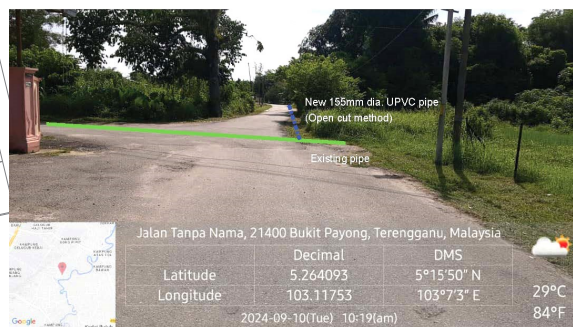 New 155mm dia. UPVC pipe
(Open cut method)
Existing pipe
Jalan Tanpa Nama, 21400 Bukit Payong, Terengganu, Malaysia
Decimal DMS
Latitude 5.264093 5°15'50" N
Longitude 103.11753 103°7'3" E
29°C
84°F
2024-09-10(Tue) 10:19(am)
Google